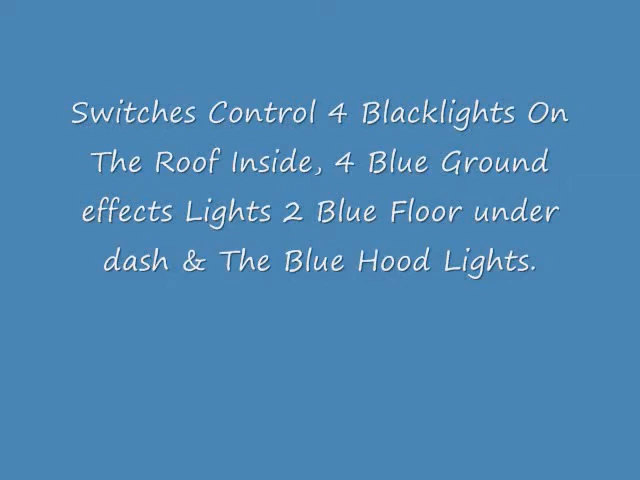 Switches Control 4 Blacklights On
The Roof Inside, 4 Blue Ground
effects Lights 2 Blue Floor under
dash & The Blue Hood Lights.